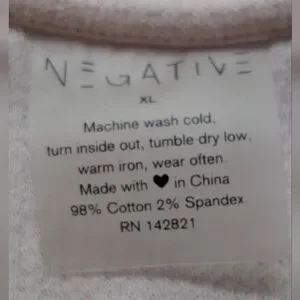 NEGATIVE
XL
Machine wash cold,
turn inside out, tumble dry low,
warm iron, wear often.
Made with ♥ in China
98% Cotton 2% Spandex
RN 142821